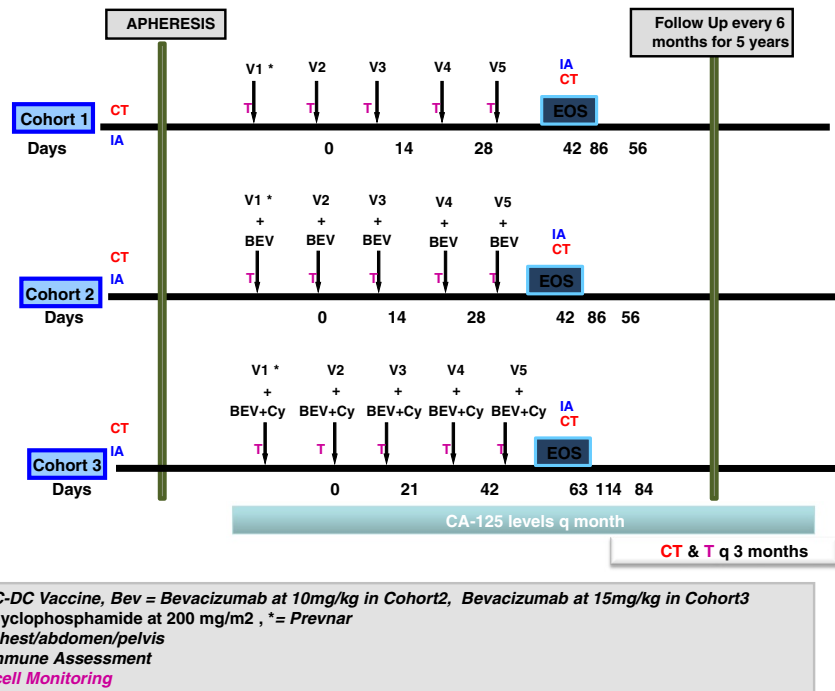 APHERESIS
Follow Up every 6
months for 5 years
V1 * V2 V3 V4 V5 IA
CT
CT T T T T T EOS
Cohort 1
IA
Days 0 14 28 42 86 56
V1 * V2 V3 V4 V5
+ + + + +
BEV BEV BEV BEV BEV IA
CT
CT
IA T T T T T EOS
Cohort 2
Days 0 14 28 42 86 56
V1 * V2 V3 V4 V5
+ + + + +
BEV+Cy BEV+Cy BEV+Cy BEV+Cy BEV+Cy IA
CT
CT
IA T T T T T EOS
Cohort 3
Days 0 21 42 63 114 84
CA-125 levels q month
CT & T q 3 months
C-DC Vaccine, Bev = Bevacizumab at 10mg/kg in Cohort2, Bevacizumab at 15mg/kg in Cohort3
yclophosphamide at 200 mg/m2 , *= Prevnar
hest/abdomen/pelvis
mmune Assessment
cell Monitoring